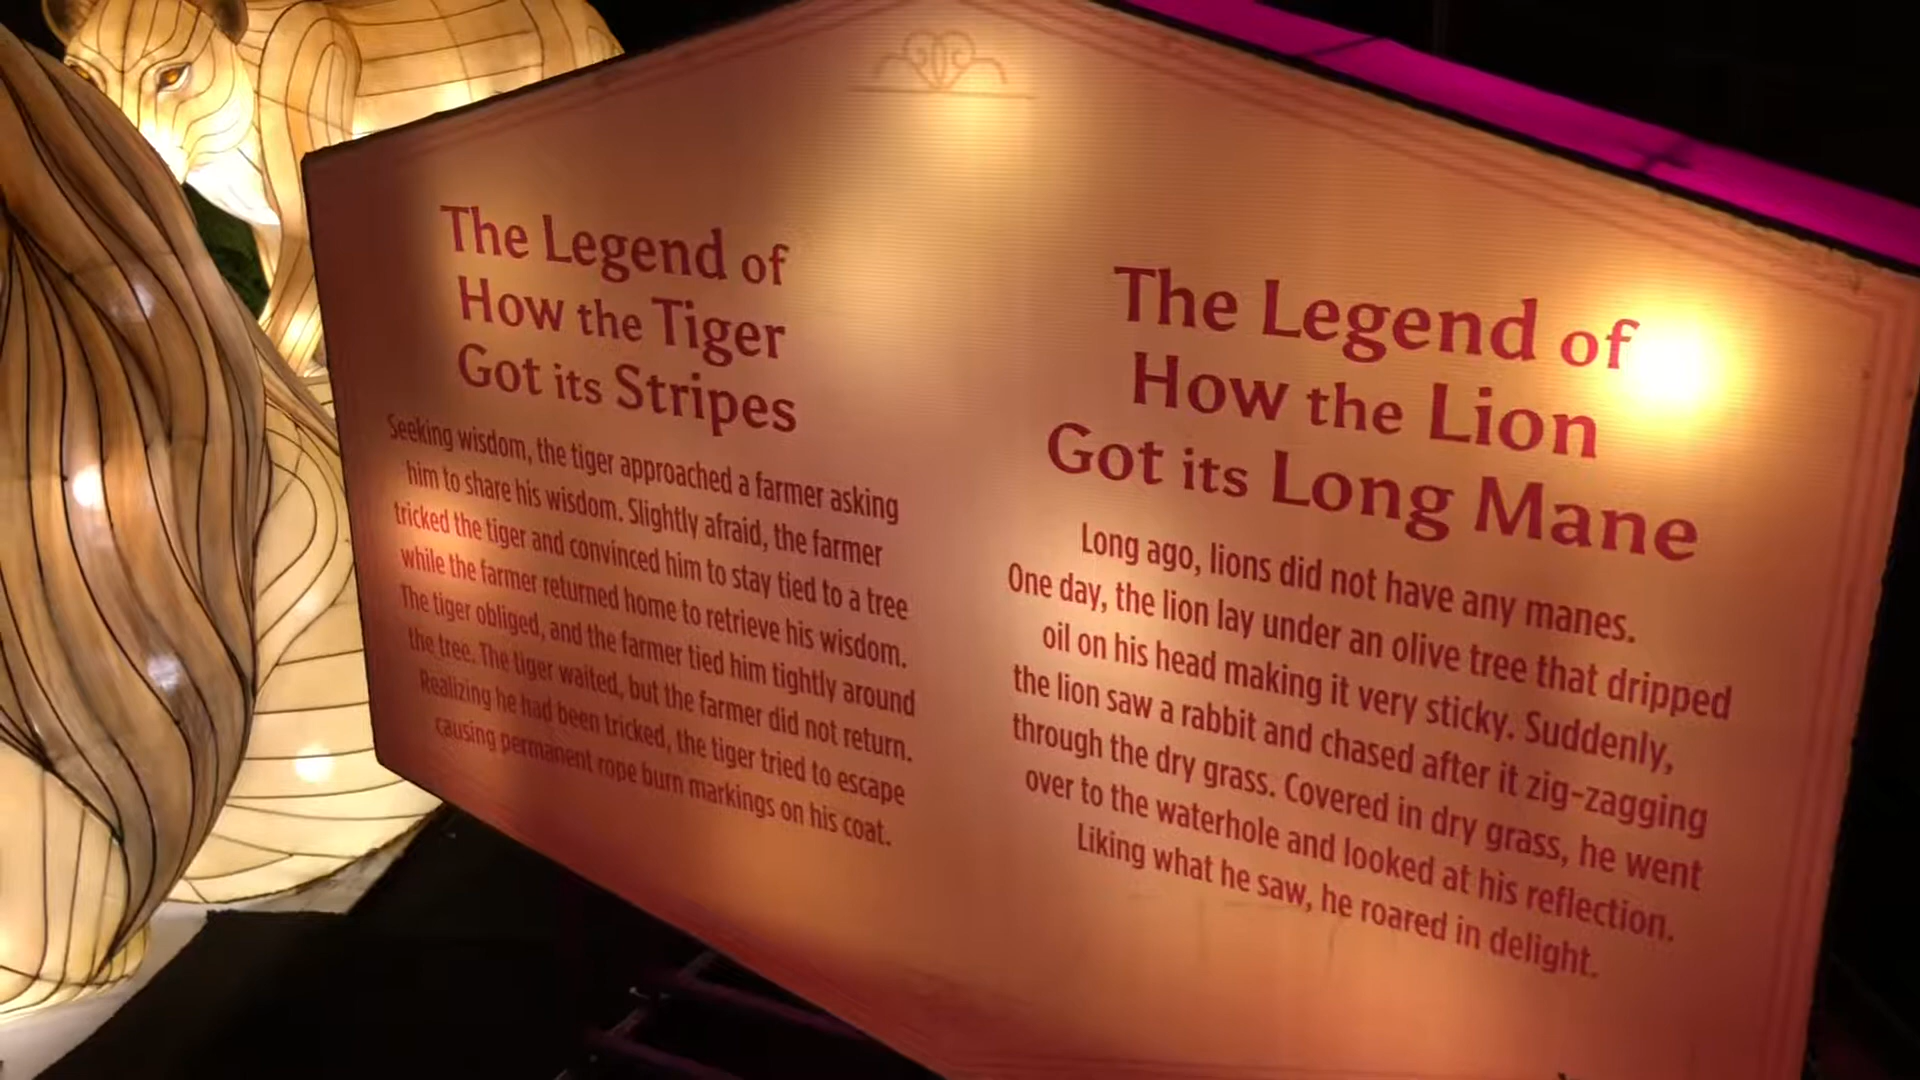 The Legend of
How the Tiger
Got its Stripes
Seeking wisdom, the tiger approached a farmer asking
him to share his wisdom. Slightly afraid, the farmer
tricked the tiger and convinced him to stay tied to a tree
while the farmer returned home to retrieve his wisdom.
The tiger obliged, and the farmer tied him tightly around
the tree. The tiger waited, but the farmer did not return.
Realizing he had been tricked, the tiger tried to escape
causing permanent rope burn markings on his coat.
The Legend of
How the Lion
Got its Long Mane
Long ago, lions did not have any manes.
One day, the lion lay under an olive tree that dripped
oil on his head making it very sticky. Suddenly,
the lion saw a rabbit and chased after it zig-zagging
through the dry grass. Covered in dry grass, he went
over to the waterhole and looked at his reflection.
Liking what he saw, he roared in delight.